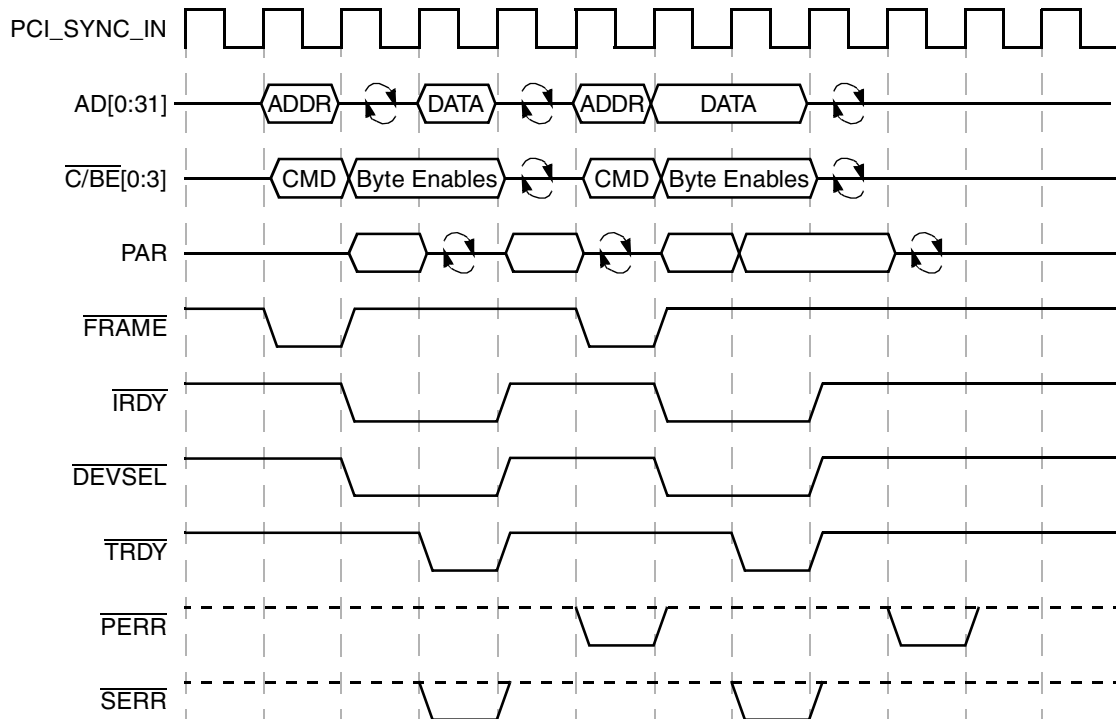 PCI_SYNC_IN
AD[0:31] ADDR DATA ADDR DATA
C/BE[0:3] CMD Byte Enables CMD Byte Enables
PAR
FRAME
IRDY
DEVSEL
TRDY
PERR
SERR